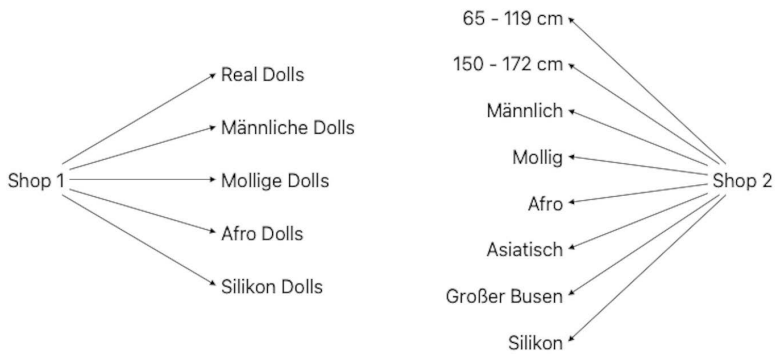 Shop 1
Real Dolls
Männliche Dolls
Mollige Dolls
Afro Dolls
Silikon Dolls
65 - 119 cm
150 - 172 cm
Männlich
Mollig
Afro
Asiatisch
Großer Busen
Silikon
Shop 2